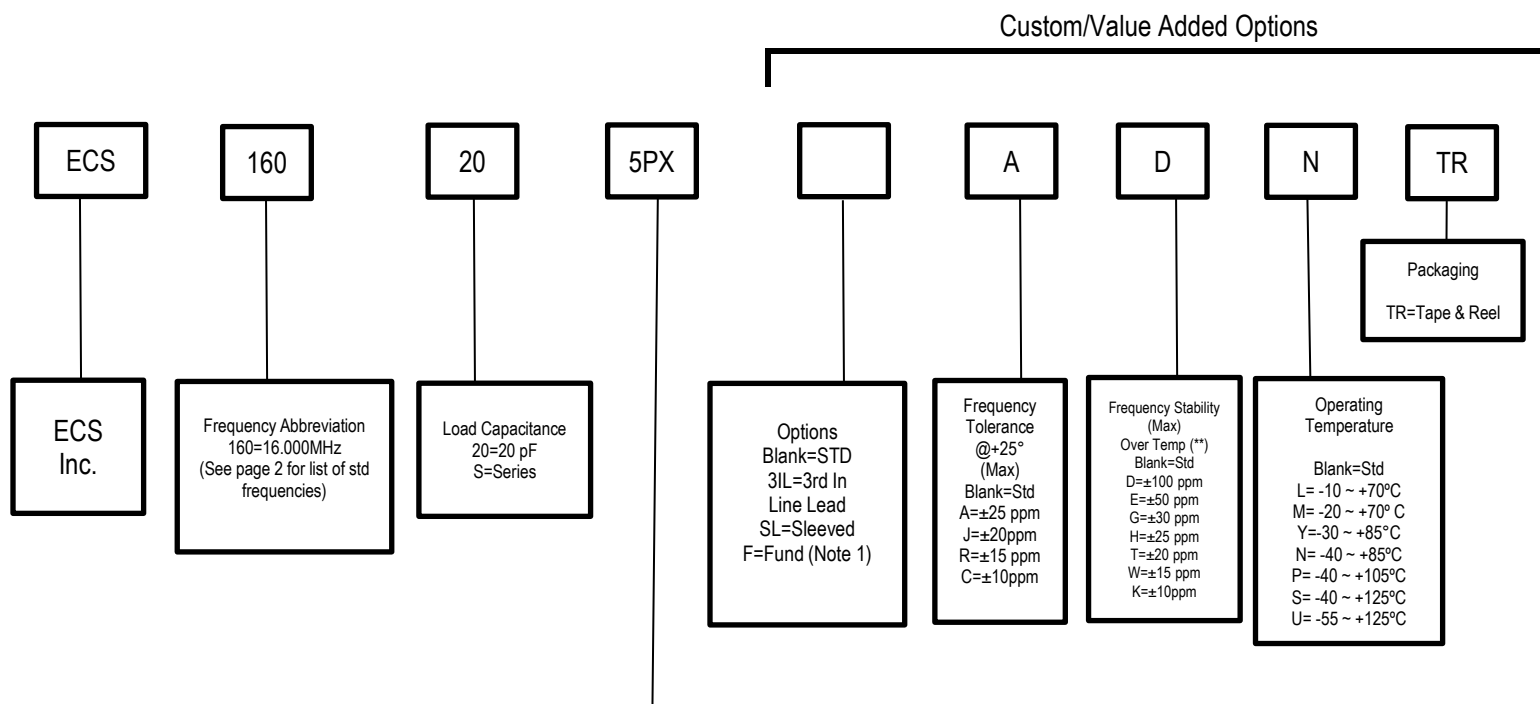 Custom/Value Added Options
ECS
160
20
5PX
A
D
N
TR
Packaging
TR=Tape & Reel
ECS
Inc.
Frequency Abbreviation
160=16.000MHz
(See page 2 for list of std
frequencies)
Load Capacitance
20=20 pF
S=Series
Options
Blank=STD
3IL=3rd In
Line Lead
SL=Sleeved
F=Fund (Note 1)
Frequency
Tolerance
@+25°
(Max)
Blank=Std
A=±25 ppm
J=±20ppm
R=±15 ppm
C=±10ppm
Frequency Stability
(Max)
Over Temp (**)
Blank=Std
D=±100 ppm
E=±50 ppm
G=±30 ppm
H=±25 ppm
T=±20 ppm
W=±15 ppm
K=±10ppm
Operating
Temperature
Blank=Std
L= -10 ~ +70ºC
M= -20 ~ +70º C
Y=-30 ~ +85°C
N= -40 ~ +85ºC
P= -40 ~ +105ºC
S= -40 ~ +125ºC
U= -55 ~ +125ºC